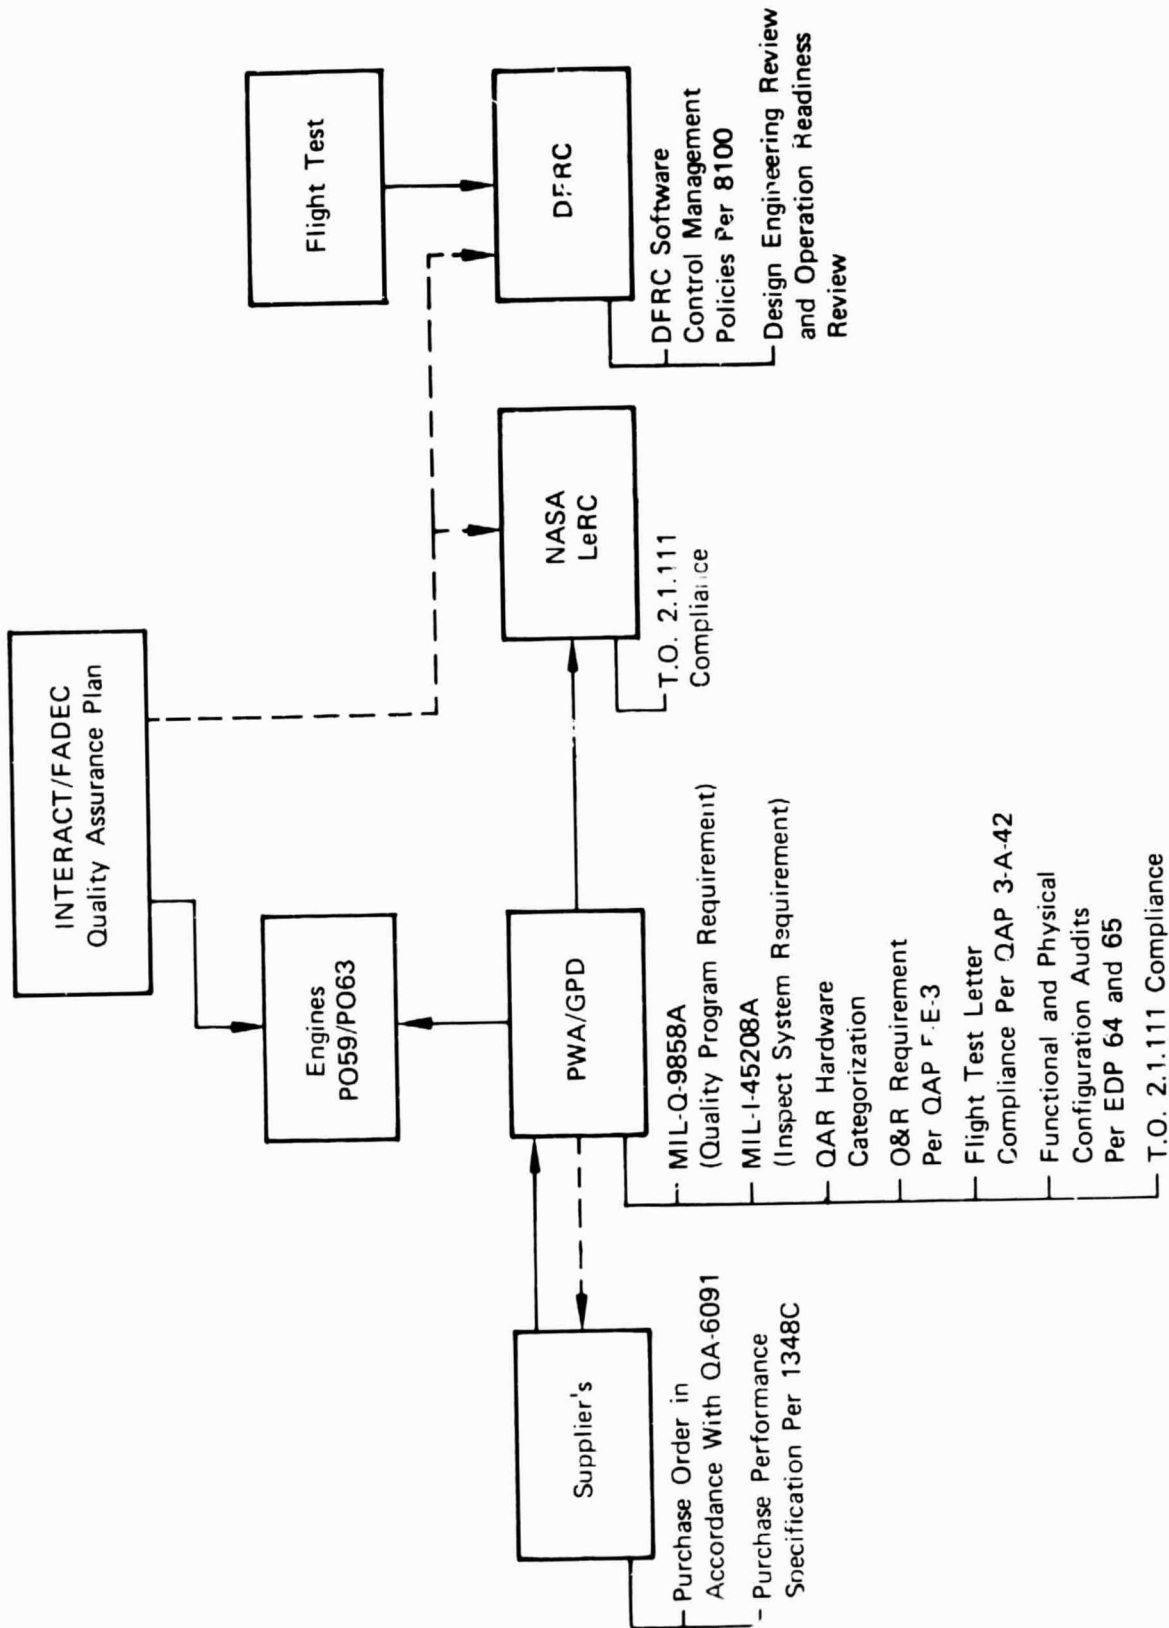 INTERACT/FADEC
Quality Assurance Plan
Engines
PO59/PO63
Flight Test
Supplier's
PWA/GPD
NASA
LeRC
DFRC
Purchase Order in
Accordance With QA-6091
Purchase Performance
Specification Per 1348C
MIL-Q-9858A
(Quality Program Requirement)
MIL-I-45208A
(Inspect System Requirement)
QAR Hardware
Categorization
O&R Requirement
Per QAP
Flight Test Letter
Compliance Per QAP 3-A-42
Functional and Physical
Configuration Audits
Per EDP 64 and 65
T.O. 2.1.111 Compliance
T.O. 2.1.111
Compliance
DFRC Software
Control Management
Policies Per 8100
Design Engineering Review
and Operation Readiness
Review